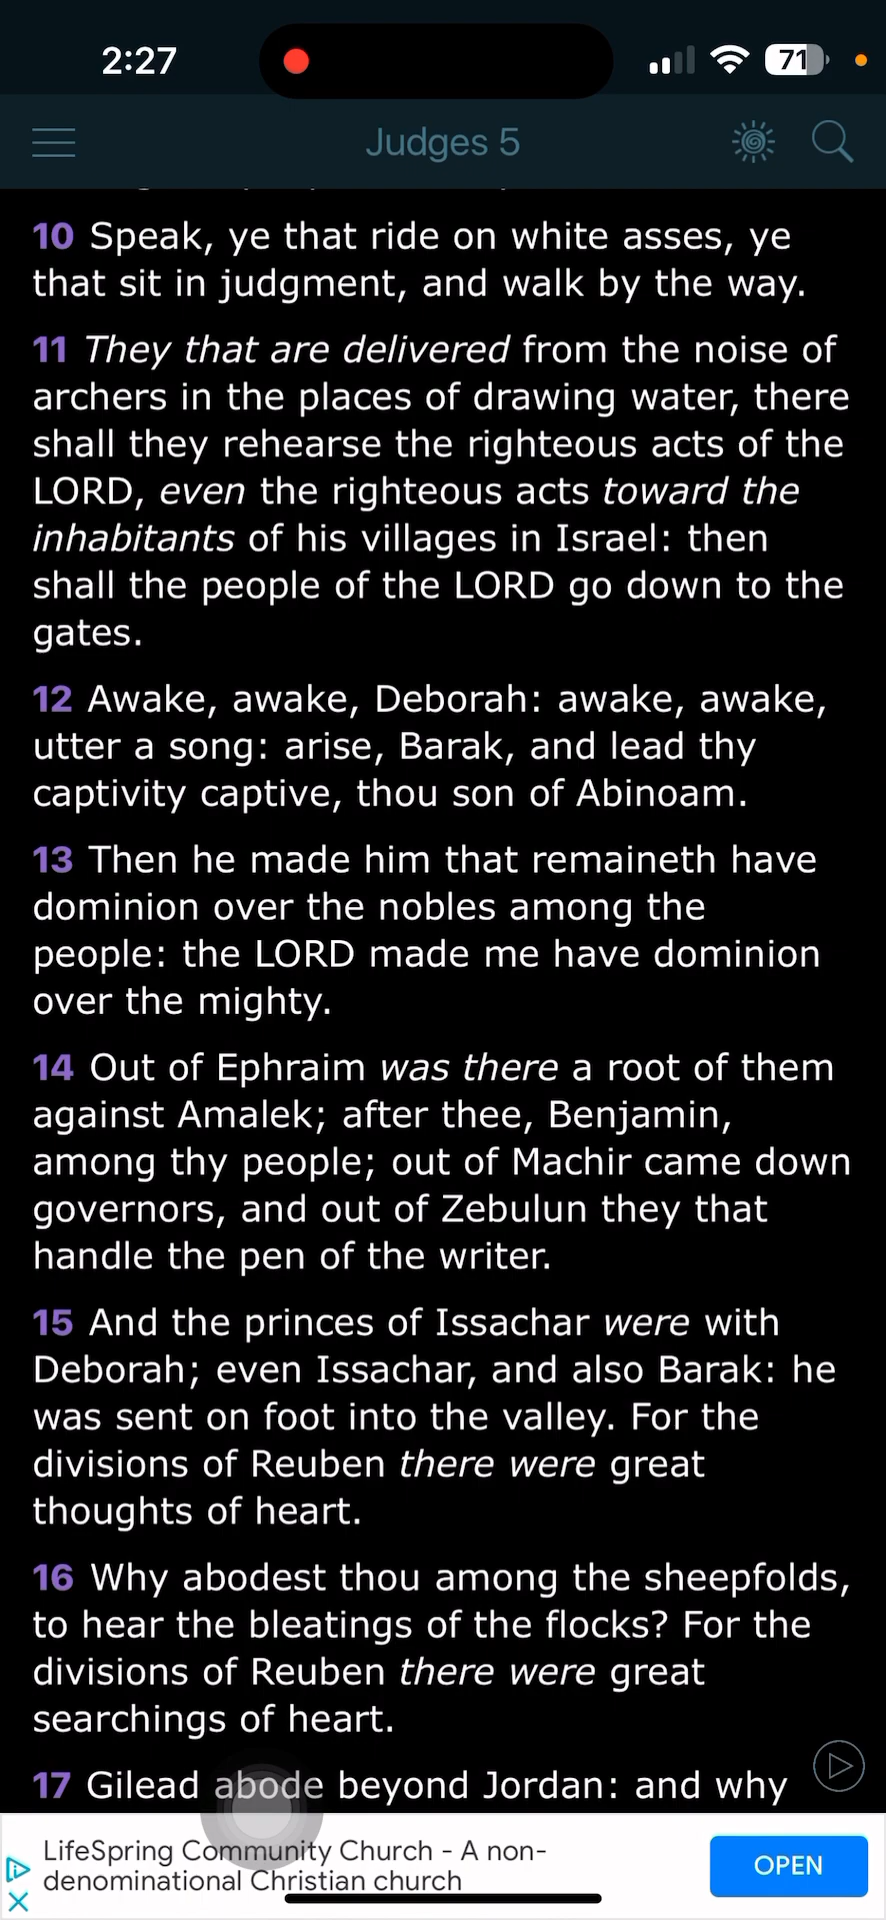 2:27
71
Judges 5
10 Speak, ye that ride on white asses, ye
that sit in judgment, and walk by the way.
11 They that are delivered from the noise of
archers in the places of drawing water, there
shall they rehearse the righteous acts of the
LORD, even the righteous acts toward the
inhabitants of his villages in Israel: then
shall the people of the LORD go down to the
gates.
12 Awake, awake, Deborah: awake, awake,
utter a song: arise, Barak, and lead thy
captivity captive, thou son of Abinoam.
13 Then he made him that remaineth have
dominion over the nobles among the
people: the LORD made me have dominion
over the mighty.
14 Out of Ephraim was there a root of them
against Amalek; after thee, Benjamin,
among thy people; out of Machir came down
governors, and out of Zebulun they that
handle the pen of the writer.
15 And the princes of Issachar were with
Deborah; even Issachar, and also Barak: he
was sent on foot into the valley. For the
divisions of Reuben there were great
thoughts of heart.
16 Why abodest thou among the sheepfolds,
to hear the bleatings of the flocks? For the
divisions of Reuben there were great
searchings of heart.
17 Gilead abode beyond Jordan: and why
LifeSpring Community Church - A non-
denominational Christian church
OPEN